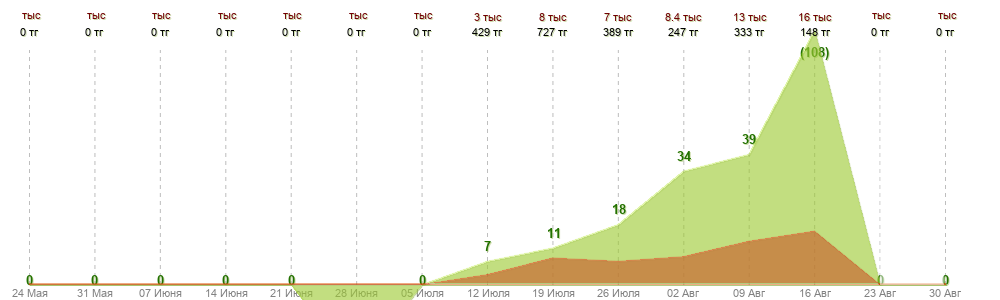 тыс тыс тыс тыс тыс тыс тыс 3 тыс 8 тыс 7 тыс 8.4 тыс 13 тыс 16 тыс тыс тыс
0 тг 0 тг 0 тг 0 тг 0 тг 0 тг 0 тг 429 тг 727 тг 389 тг 247 тг 333 тг 148 тг 0 тг 0 тг
(108)
39
34
18
11
7
0 0 0 0 0 0 0 0 0
24 Мая 31 Мая 07 Июня 14 Июня 21 Июня 28 Июня 05 Июля 12 Июля 19 Июля 26 Июля 02 Авг 09 Авг 16 Авг 23 Авг 30 Авг